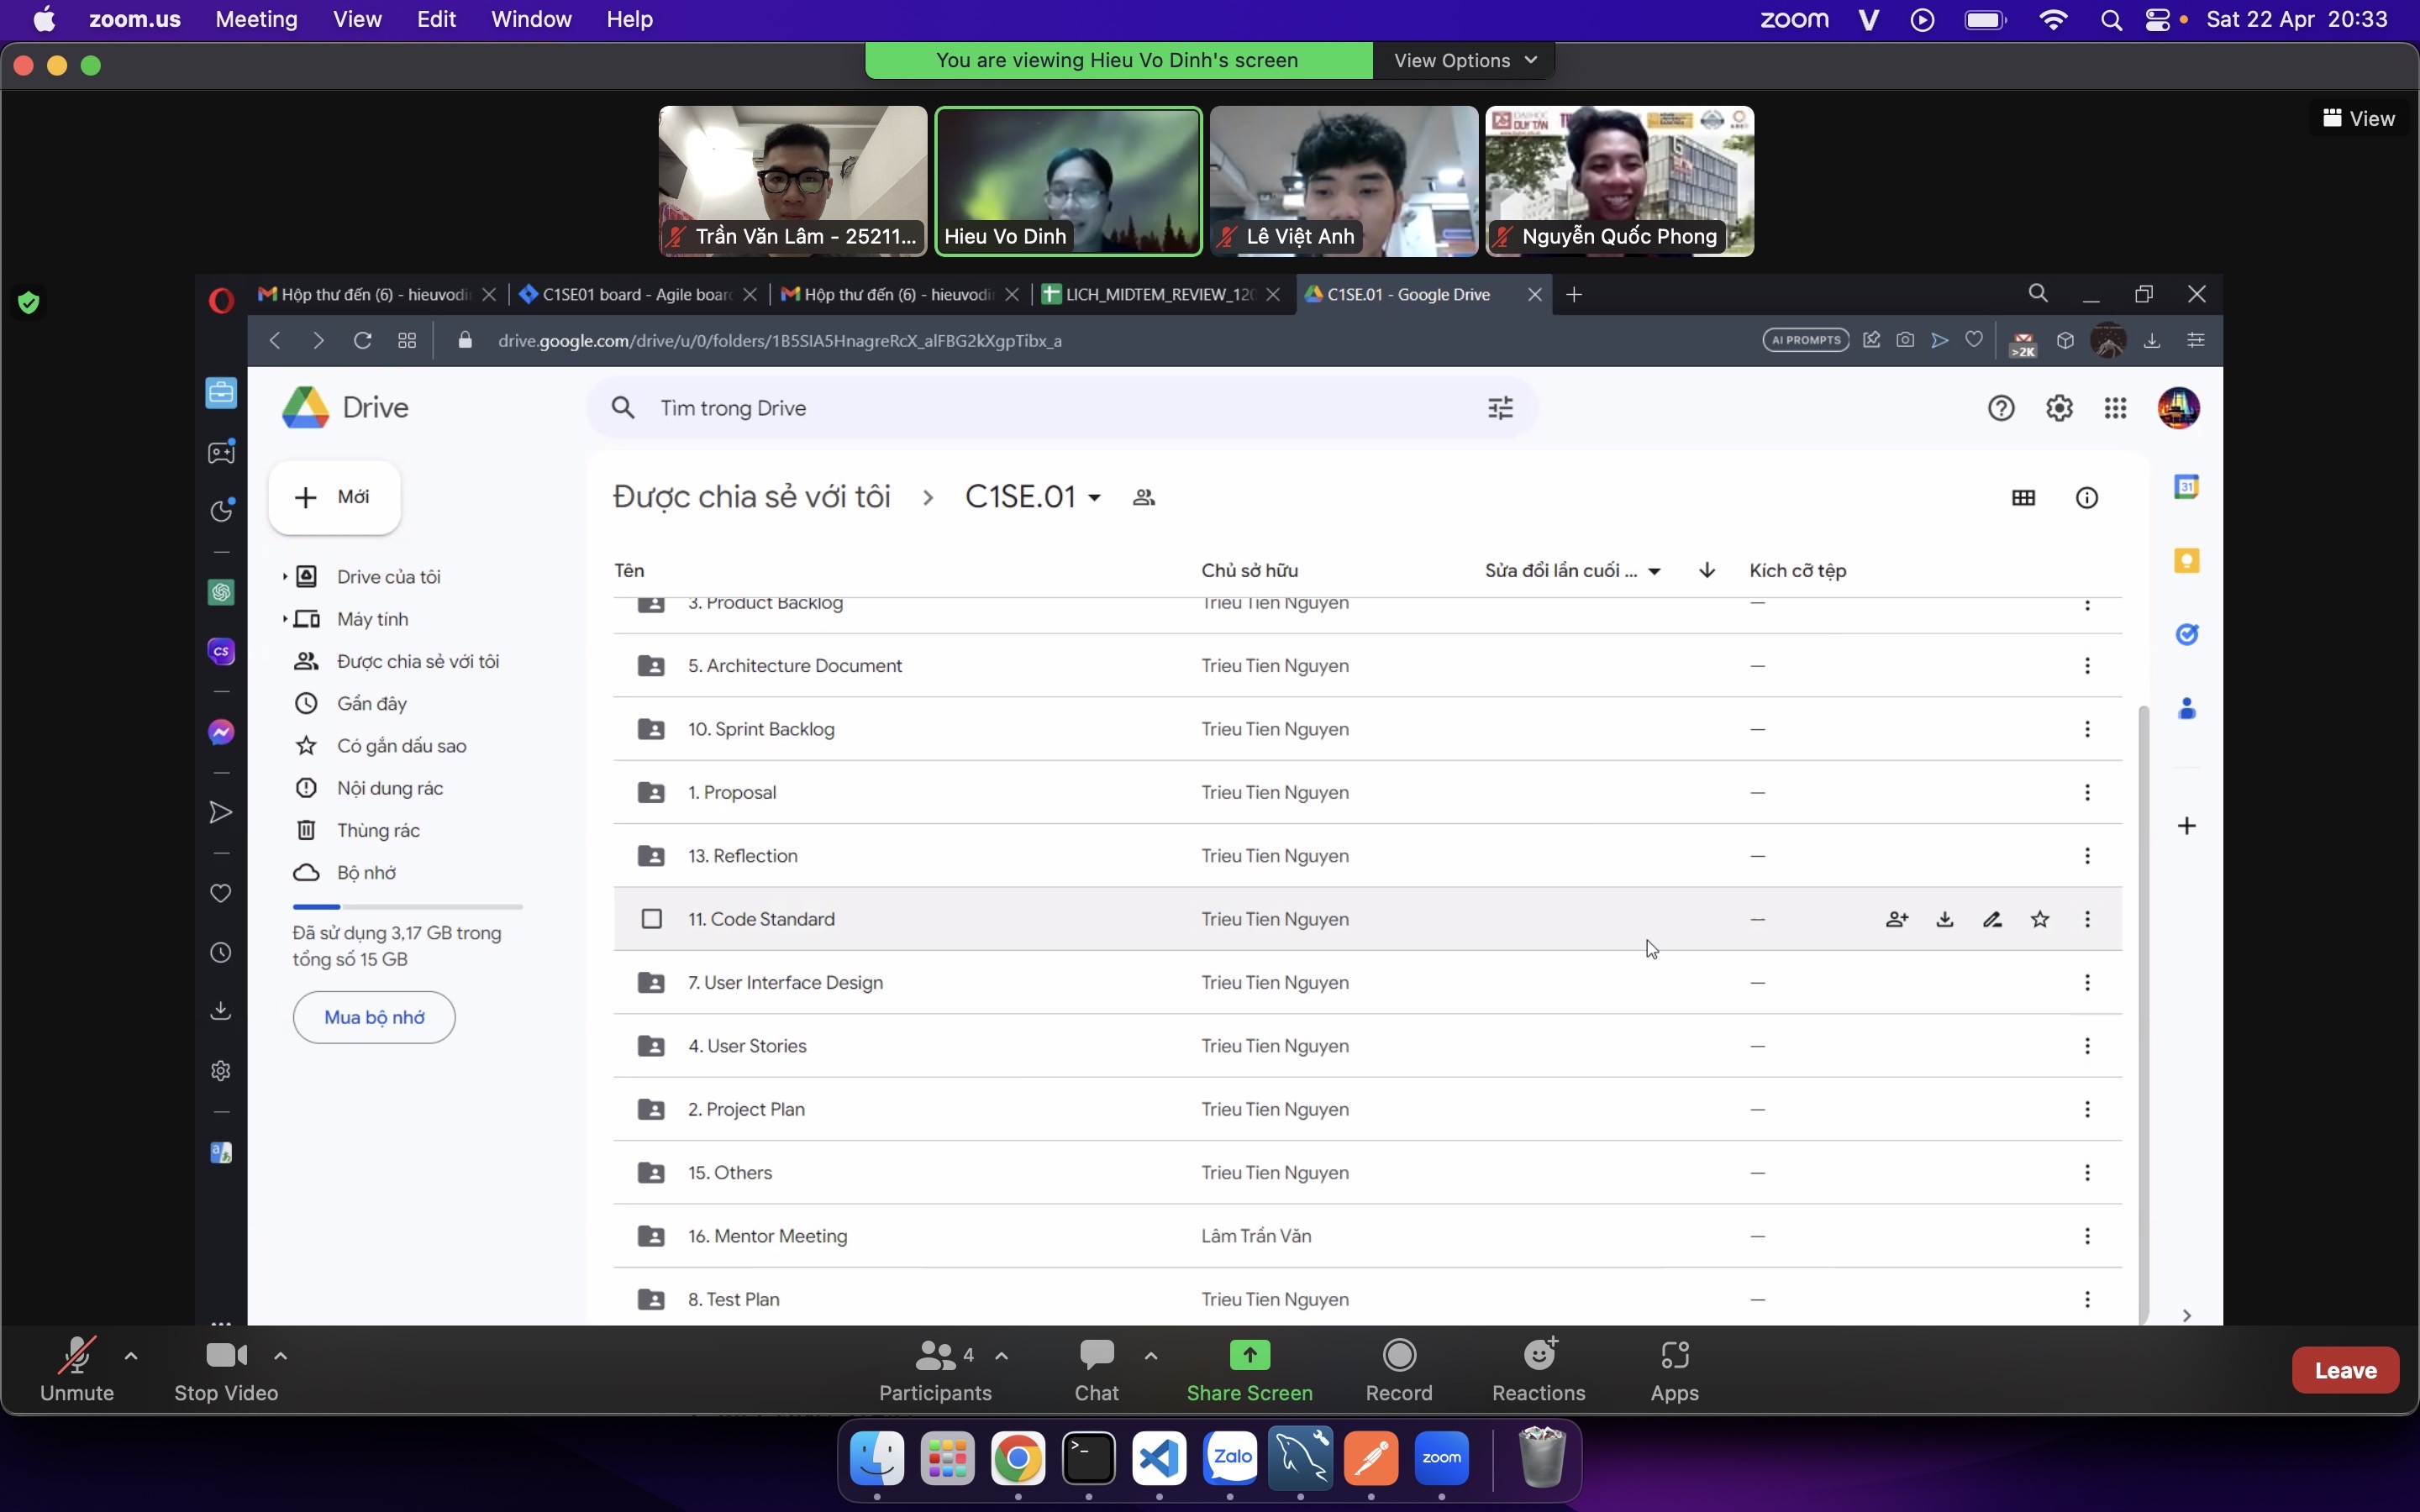 zoom.us Meeting View Edit Window Help
zoom Sat 22 Apr 20:33
You are viewing Hieu Vo Dinh's screen View Options
View
Trần Văn Lâm - 25211...
Hieu Vo Dinh
Lê Việt Anh
ĐẠI HỌC DUY TÂN
Nguyễn Quốc Phong
Hộp thư đến (6) - hieuvodi
C1SE01 board - Agile boar
Hộp thư đến (6) - hieuvodi
LICH_MIDTEM_REVIEW_120
C1SE.01 - Google Drive
drive.google.com/drive/u/0/folders/1B5SIA5HnagreRcX_alFBG2kXgpTibx_a
AI PROMPTS
>2K
Drive
Tìm trong Drive
Mới
Được chia sẻ với tôi > C1SE.01
31
Drive của tôi
Máy tính
Được chia sẻ với tôi
Gần đây
Có gắn dấu sao
Nội dung rác
Thùng rác
Bộ nhớ
Đã sử dụng 3,17 GB trong
tổng số 15 GB
Mua bộ nhớ
CS
Tên Chủ sở hữu Sửa đổi lần cuối ... Kích cỡ tệp
3. Product Backlog Trieu Tien Nguyen —
5. Architecture Document Trieu Tien Nguyen —
10. Sprint Backlog Trieu Tien Nguyen —
1. Proposal Trieu Tien Nguyen —
13. Reflection Trieu Tien Nguyen —
11. Code Standard Trieu Tien Nguyen —
7. User Interface Design Trieu Tien Nguyen —
4. User Stories Trieu Tien Nguyen —
2. Project Plan Trieu Tien Nguyen —
15. Others Trieu Tien Nguyen —
16. Mentor Meeting Lâm Trần Văn —
8. Test Plan Trieu Tien Nguyen —
Unmute
Stop Video
4
Participants
Chat
Share Screen
Record
Reactions
Apps
Leave
Zalo
zoom